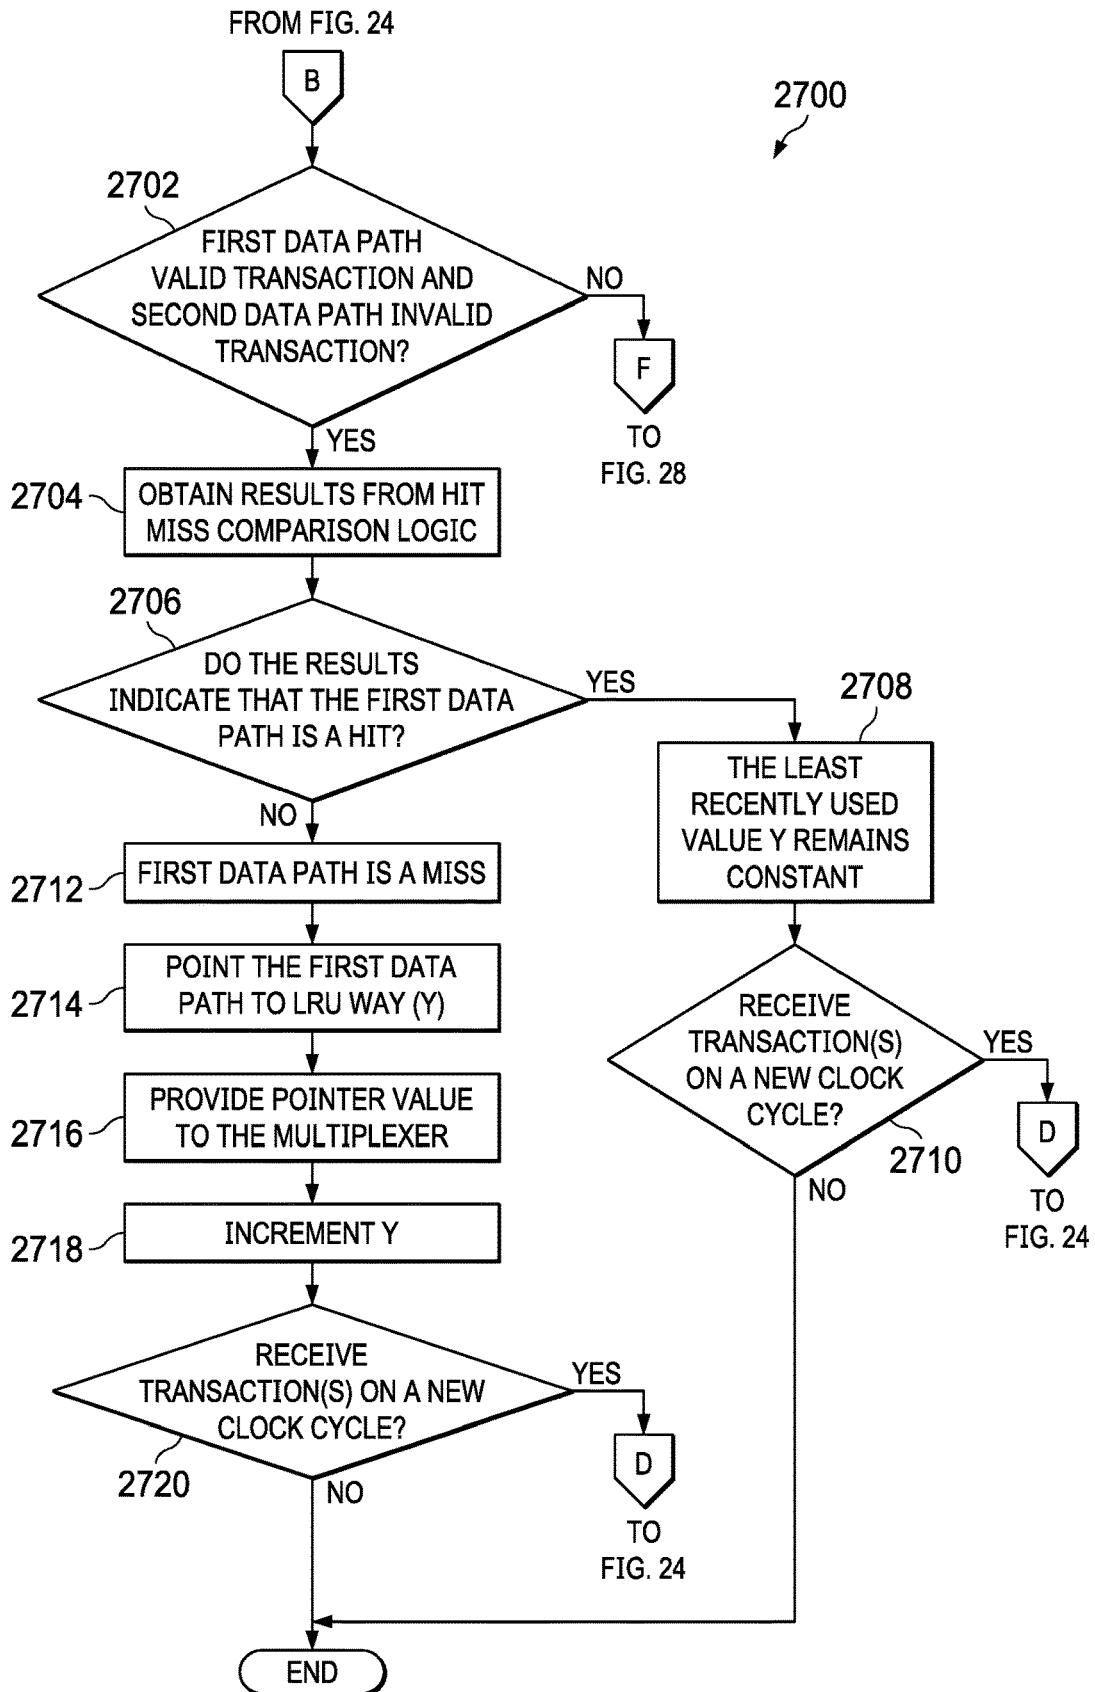 FROM FIG. 24
B
2700
2702
FIRST DATA PATH
VALID TRANSACTION AND
SECOND DATA PATH INVALID
TRANSACTION?
NO
F
TO
FIG. 28
YES
2704
OBTAIN RESULTS FROM HIT
MISS COMPARISON LOGIC
2706
DO THE RESULTS
INDICATE THAT THE FIRST DATA
PATH IS A HIT?
YES
2708
THE LEAST
RECENTLY USED
VALUE Y REMAINS
CONSTANT
NO
2712
FIRST DATA PATH IS A MISS
2714
POINT THE FIRST DATA
PATH TO LRU WAY (Y)
RECEIVE
TRANSACTION(S)
ON A NEW CLOCK
CYCLE?
YES
D
TO
FIG. 24
2710
NO
2716
PROVIDE POINTER VALUE
TO THE MULTIPLEXER
2718
INCREMENT Y
RECEIVE
TRANSACTION(S) ON A NEW
CLOCK CYCLE?
YES
2720
NO
D
TO
FIG. 24
END